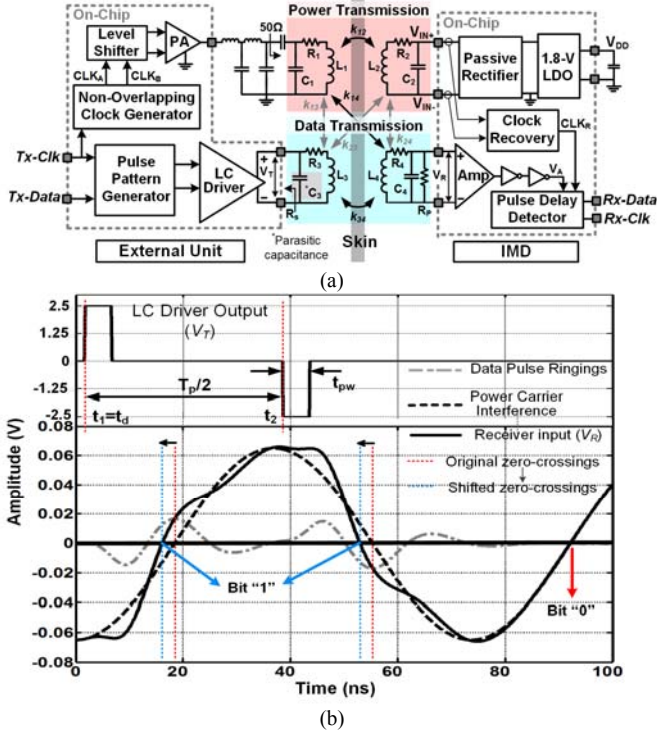 On-Chip
Level Shifter
PA
50Ω
CLKA
CLKB
Non-Overlapping Clock Generator
Tx-Clk
Tx-Data
Pulse Pattern Generator
LC Driver
+
VT
−
Rs
External Unit
*Parasitic capacitance
Power Transmission
k12
R1
L1
C1
L2
R2
C2
k13
k14
Data Transmission
k23
k24
R3
*C3
L3
R4
C4
k34
Skin
VIN+
VIN-
+
VR
−
RP
On-Chip
Passive Rectifier
1.8-V LDO
VDD
Clock Recovery
CLKR
Amp
VA
Pulse Delay Detector
Rx-Data
Rx-Clk
IMD
(a)
2.5
1.25
0
-1.25
-2.5
LC Driver Output
(VT)
Tp/2
t1=td
t2
tpw
Data Pulse Ringings
Power Carrier Interference
Receiver input (VR)
Original zero-crossings
Shifted zero-crossings
Amplitude (V)
0.08
0.06
0.04
0.02
0
-0.02
-0.04
-0.06
-0.08
Bit “1”
Bit “0”
0
20
40
60
80
100
Time (ns)
(b)